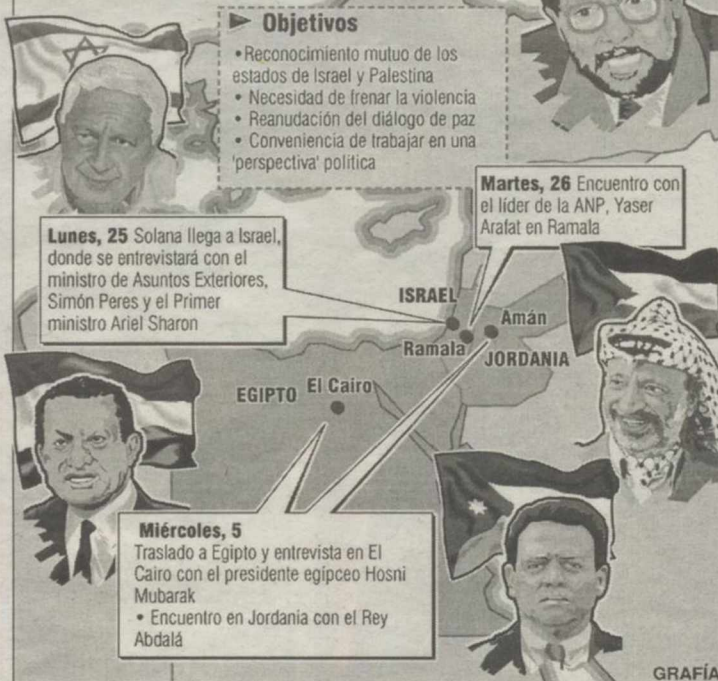 Objetivos
•Reconocimiento mutuo de los
estados de Israel y Palestina
• Necesidad de frenar la violencia
• Reanudación del diálogo de paz
• Conveniencia de trabajar en una
'perspectiva' politica
Martes, 26 Encuentro con
el líder de la ANP, Yaser
Arafat en Ramala
Lunes, 25 Solana llega a Israel,
donde se entrevistará con el
ministro de Asuntos Exteriores,
Simón Peres y el Primer
ministro Ariel Sharon
ISRAEL
Amán
Ramala
JORDANIA
EGIPTO
El Cairo
Miércoles, 5
Traslado a Egipto y entrevista en El
Cairo con el presidente egipceo Hosni
Mubarak
• Encuentro en Jordania con el Rey
Abdalá
GRAFÍA